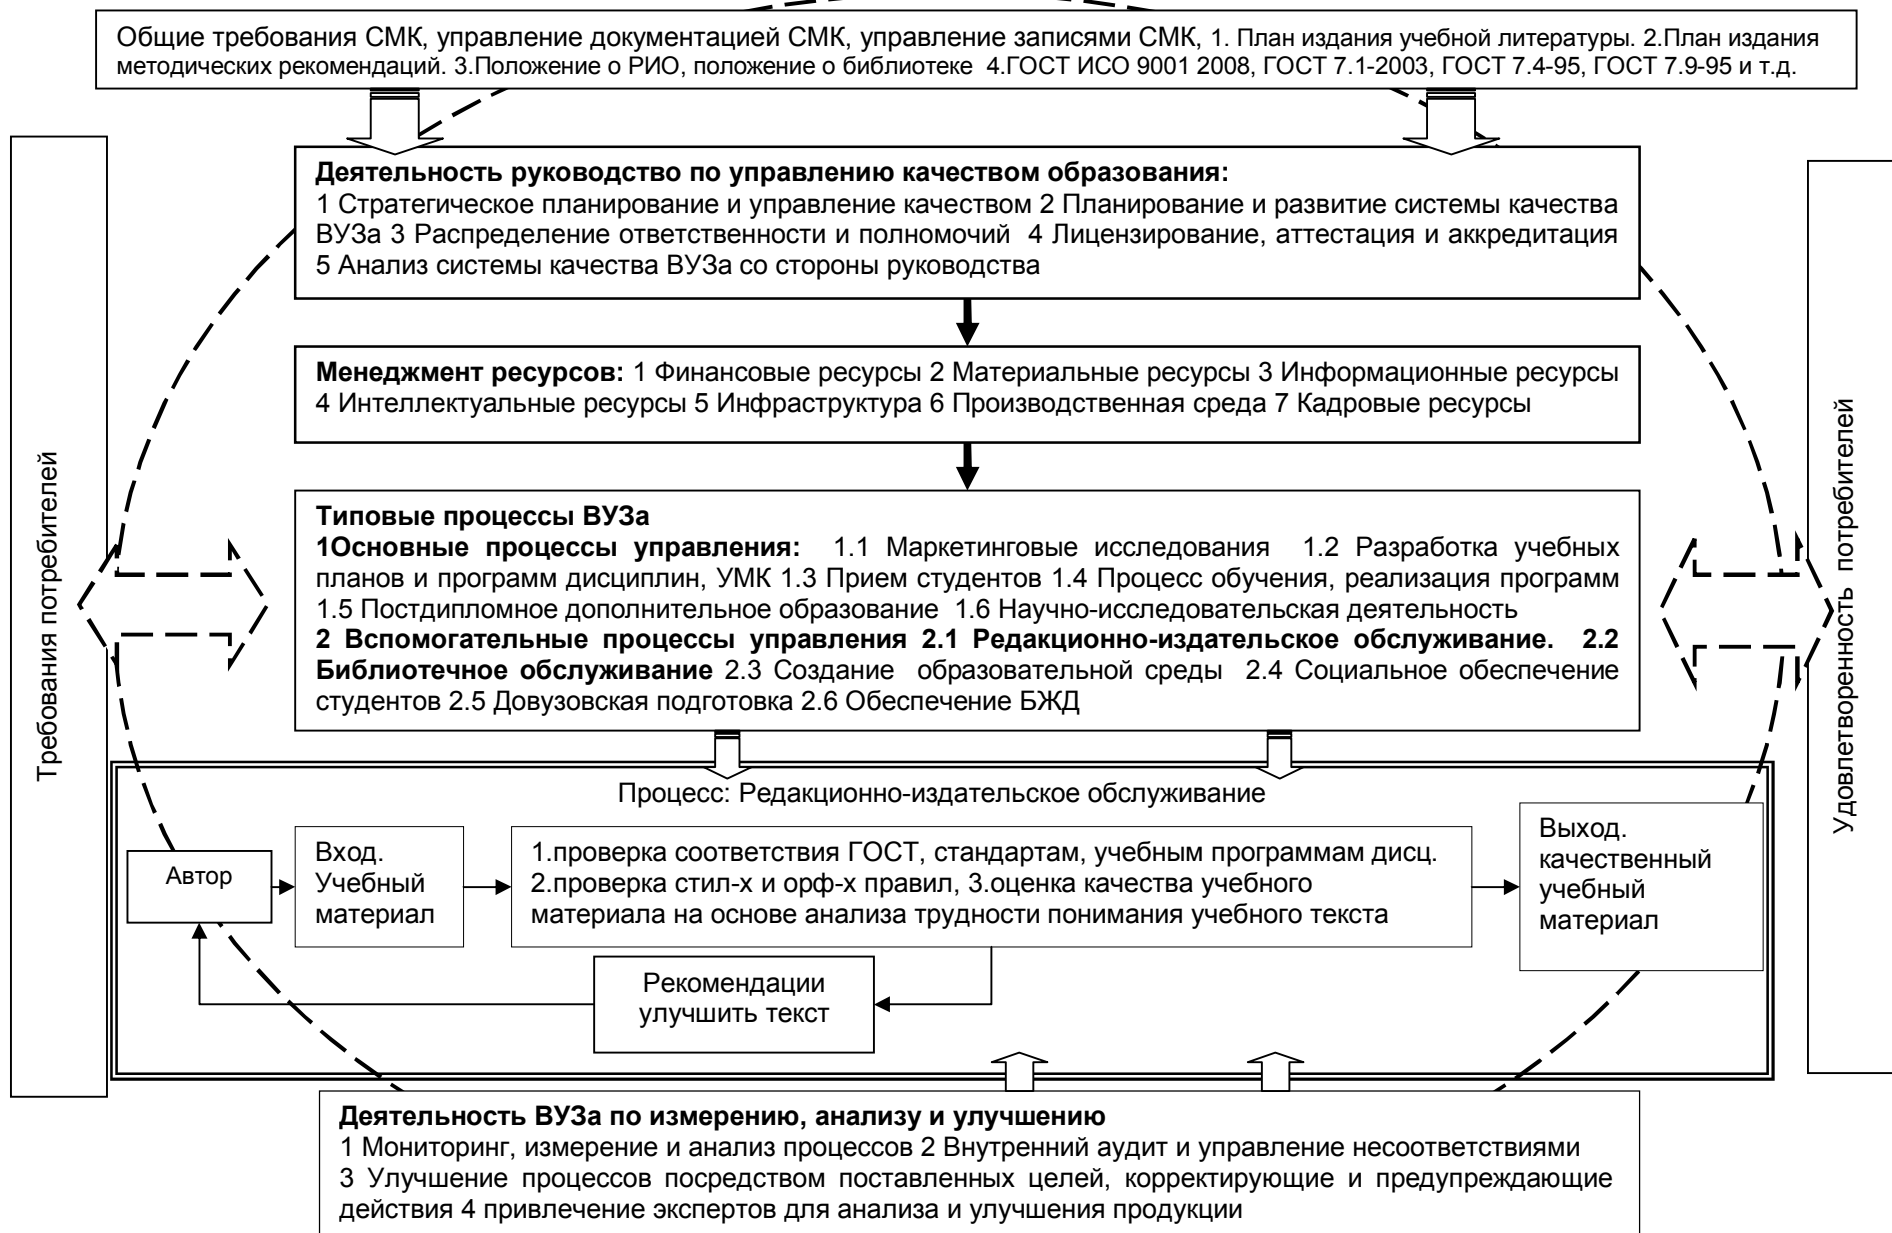 Общие требования СМК, управление документацией СМК, управление записями СМК, 1. План издания учебной литературы. 2.План издания
методических рекомендаций. 3.Положение о РИО, положение о библиотеке 4.ГОСТ ИСО 9001 2008, ГОСТ 7.1-2003, ГОСТ 7.4-95, ГОСТ 7.9-95 и т.д.
Требования потребителей
Деятельность руководство по управлению качеством образования:
1 Стратегическое планирование и управление качеством 2 Планирование и развитие системы качества
ВУЗа 3 Распределение ответственности и полномочий 4 Лицензирование, аттестация и аккредитация
5 Анализ системы качества ВУЗа со стороны руководства
Менеджмент ресурсов: 1 Финансовые ресурсы 2 Материальные ресурсы 3 Информационные ресурсы
4 Интеллектуальные ресурсы 5 Инфраструктура 6 Производственная среда 7 Кадровые ресурсы
Типовые процессы ВУЗа
1Основные процессы управления: 1.1 Маркетинговые исследования 1.2 Разработка учебных
планов и программ дисциплин, УМК 1.3 Прием студентов 1.4 Процесс обучения, реализация программ
1.5 Постдипломное дополнительное образование 1.6 Научно-исследовательская деятельность
2 Вспомогательные процессы управления 2.1 Редакционно-издательское обслуживание. 2.2
Библиотечное обслуживание 2.3 Создание образовательной среды 2.4 Социальное обеспечение
студентов 2.5 Довузовская подготовка 2.6 Обеспечение БЖД
Удовлетворенность потребителей
Процесс: Редакционно-издательское обслуживание
Автор
Вход.
Учебный
материал
1.проверка соответствия ГОСТ, стандартам, учебным программам дисц.
2.проверка стил-х и орф-х правил, 3.оценка качества учебного
материала на основе анализа трудности понимания учебного текста
Выход.
качественный
учебный
материал
Рекомендации
улучшить текст
Деятельность ВУЗа по измерению, анализу и улучшению
1 Мониторинг, измерение и анализ процессов 2 Внутренний аудит и управление несоответствиями
3 Улучшение процессов посредством поставленных целей, корректирующие и предупреждающие
действия 4 привлечение экспертов для анализа и улучшения продукции